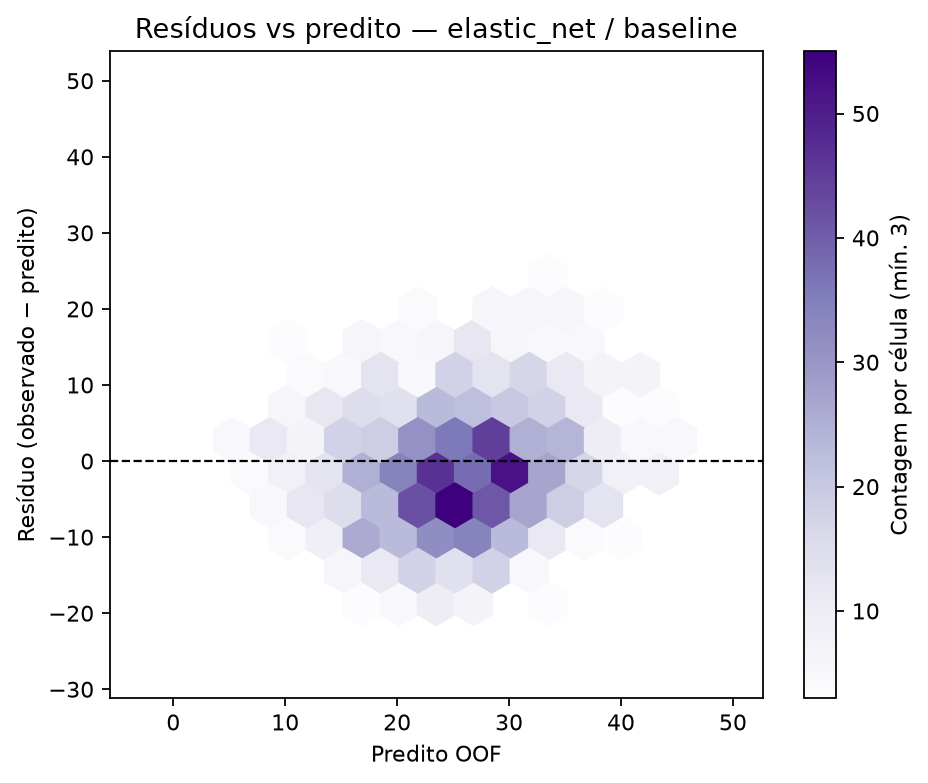 Resíduos vs predito — elastic_net / baseline
Resíduo (observado − predito)
50
40
30
20
10
0
−10
−20
−30
0 10 20 30 40 50
Predito OOF
50
40
30
20
10
Contagem por célula (mín. 3)